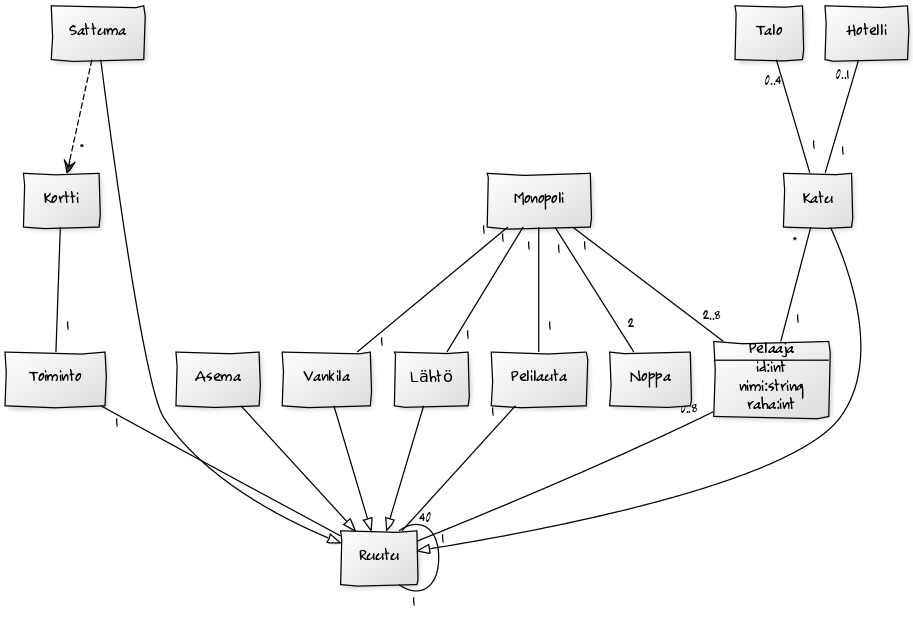 Sattuma
Talo
Hotelli
0..4
0..1
*
1
1
Kortti
Monopoli
Katu
1
1
1
1
1
*
1
1
1
1
2
2..8
1
Toiminto
Asema
Vankila
Lähtö
Pelilauta
Noppa
Pelaaja
id:int
nimi:string
raha:int
1
1
0..8
40
1
Ruutu
1